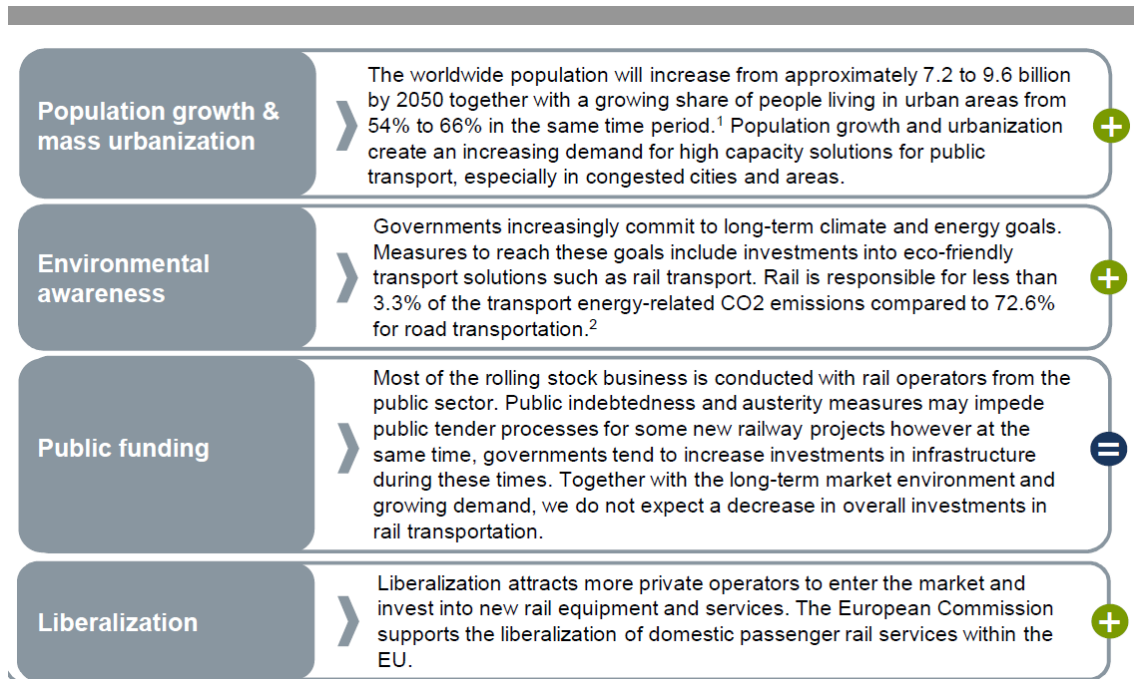 Population growth &
mass urbanization
The worldwide population will increase from approximately 7.2 to 9.6 billion
by 2050 together with a growing share of people living in urban areas from
54% to 66% in the same time period.1 Population growth and urbanization
create an increasing demand for high capacity solutions for public
transport, especially in congested cities and areas.
+
Environmental
awareness
Governments increasingly commit to long-term climate and energy goals.
Measures to reach these goals include investments into eco-friendly
transport solutions such as rail transport. Rail is responsible for less than
3.3% of the transport energy-related CO2 emissions compared to 72.6%
for road transportation.2
+
Public funding
Most of the rolling stock business is conducted with rail operators from the
public sector. Public indebtedness and austerity measures may impede
public tender processes for some new railway projects however at the
same time, governments tend to increase investments in infrastructure
during these times. Together with the long-term market environment and
growing demand, we do not expect a decrease in overall investments in
rail transportation.
=
Liberalization
Liberalization attracts more private operators to enter the market and
invest into new rail equipment and services. The European Commission
supports the liberalization of domestic passenger rail services within the
EU.
+